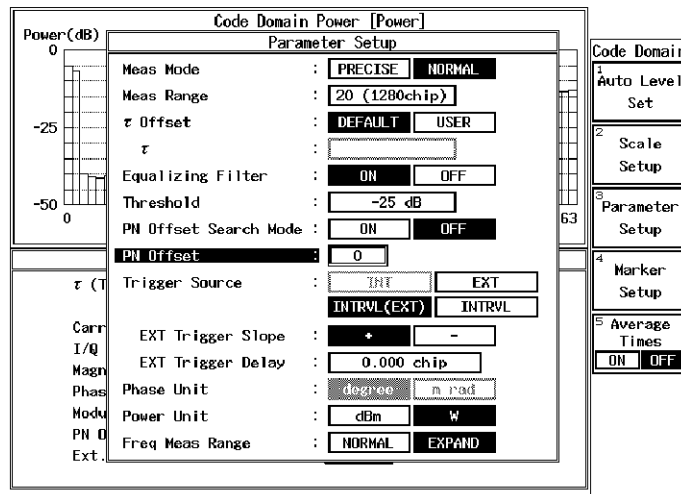 Code Domain Power [Power]
Power(dB)
0
-25
-50
0
63
Parameter Setup
Meas Mode : PRECISE NORMAL
Meas Range : 20 (1280chip)
τ Offset : DEFAULT USER
τ :
Equalizing Filter : ON OFF
Threshold : -25 dB
PN Offset Search Mode : ON OFF
PN Offset : 0
Trigger Source : INT EXT
INTRVL(EXT) INTRVL
EXT Trigger Slope : + -
EXT Trigger Delay : 0.000 chip
Phase Unit : degree m rad
Power Unit : dBm W
Freq Meas Range : NORMAL EXPAND
τ (T
Carr
I/Q
Magn
Phas
Modu
PN O
Ext.
Code Domain
1
Auto Level
Set
2
Scale
Setup
3
Parameter
Setup
4
Marker
Setup
5 Average
Times
ON OFF